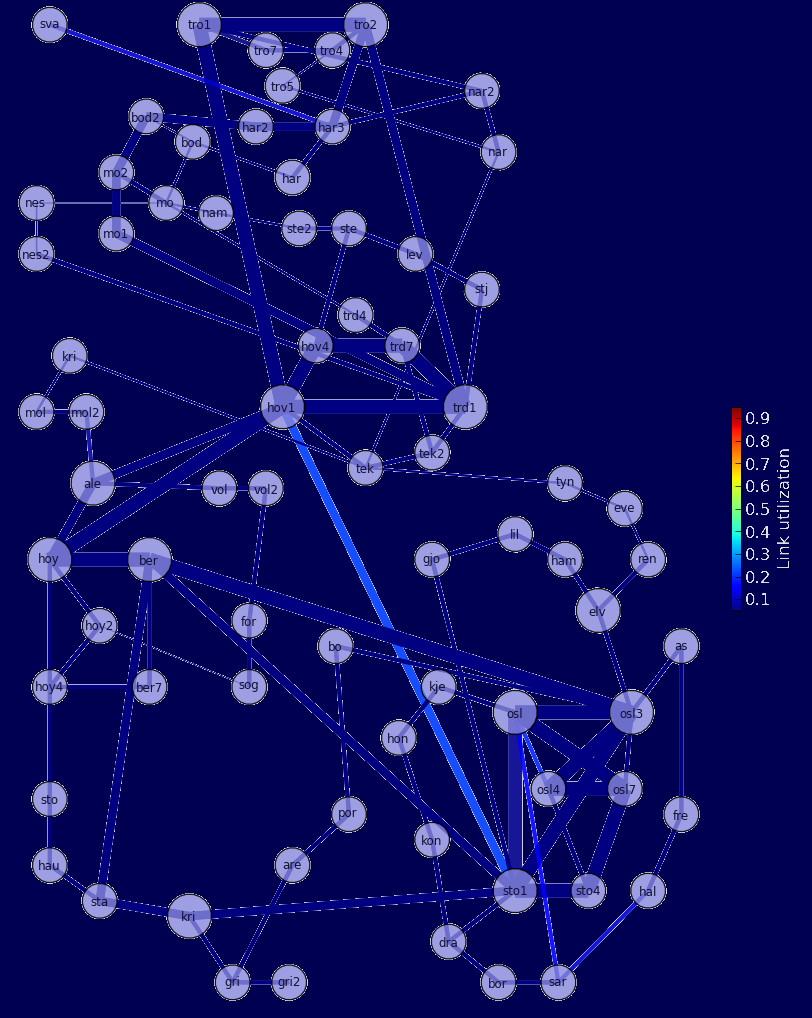 sva
tro1
tro2
tro7
tro4
tro5
nar2
bod2
har2
har3
bod
nar
mo2
har
nes
mo
nam
mo1
ste2
ste
nes2
lev
stj
trd4
hov4
trd7
kri
mol
mol2
hov1
trd1
tek2
tek
ale
vol
vol2
tyn
eve
lil
hoy
ber
gjo
ham
ren
elv
hoy2
for
bo
as
hoy4
ber7
sog
kje
osl
osl3
hon
osl4
osl7
sto
por
fre
kon
hau
are
sta
kri
sto1
sto4
hal
dra
gri
gri2
bor
sar
0.9
0.8
0.7
0.6
0.5
0.4
0.3
0.2
0.1
Link utilization